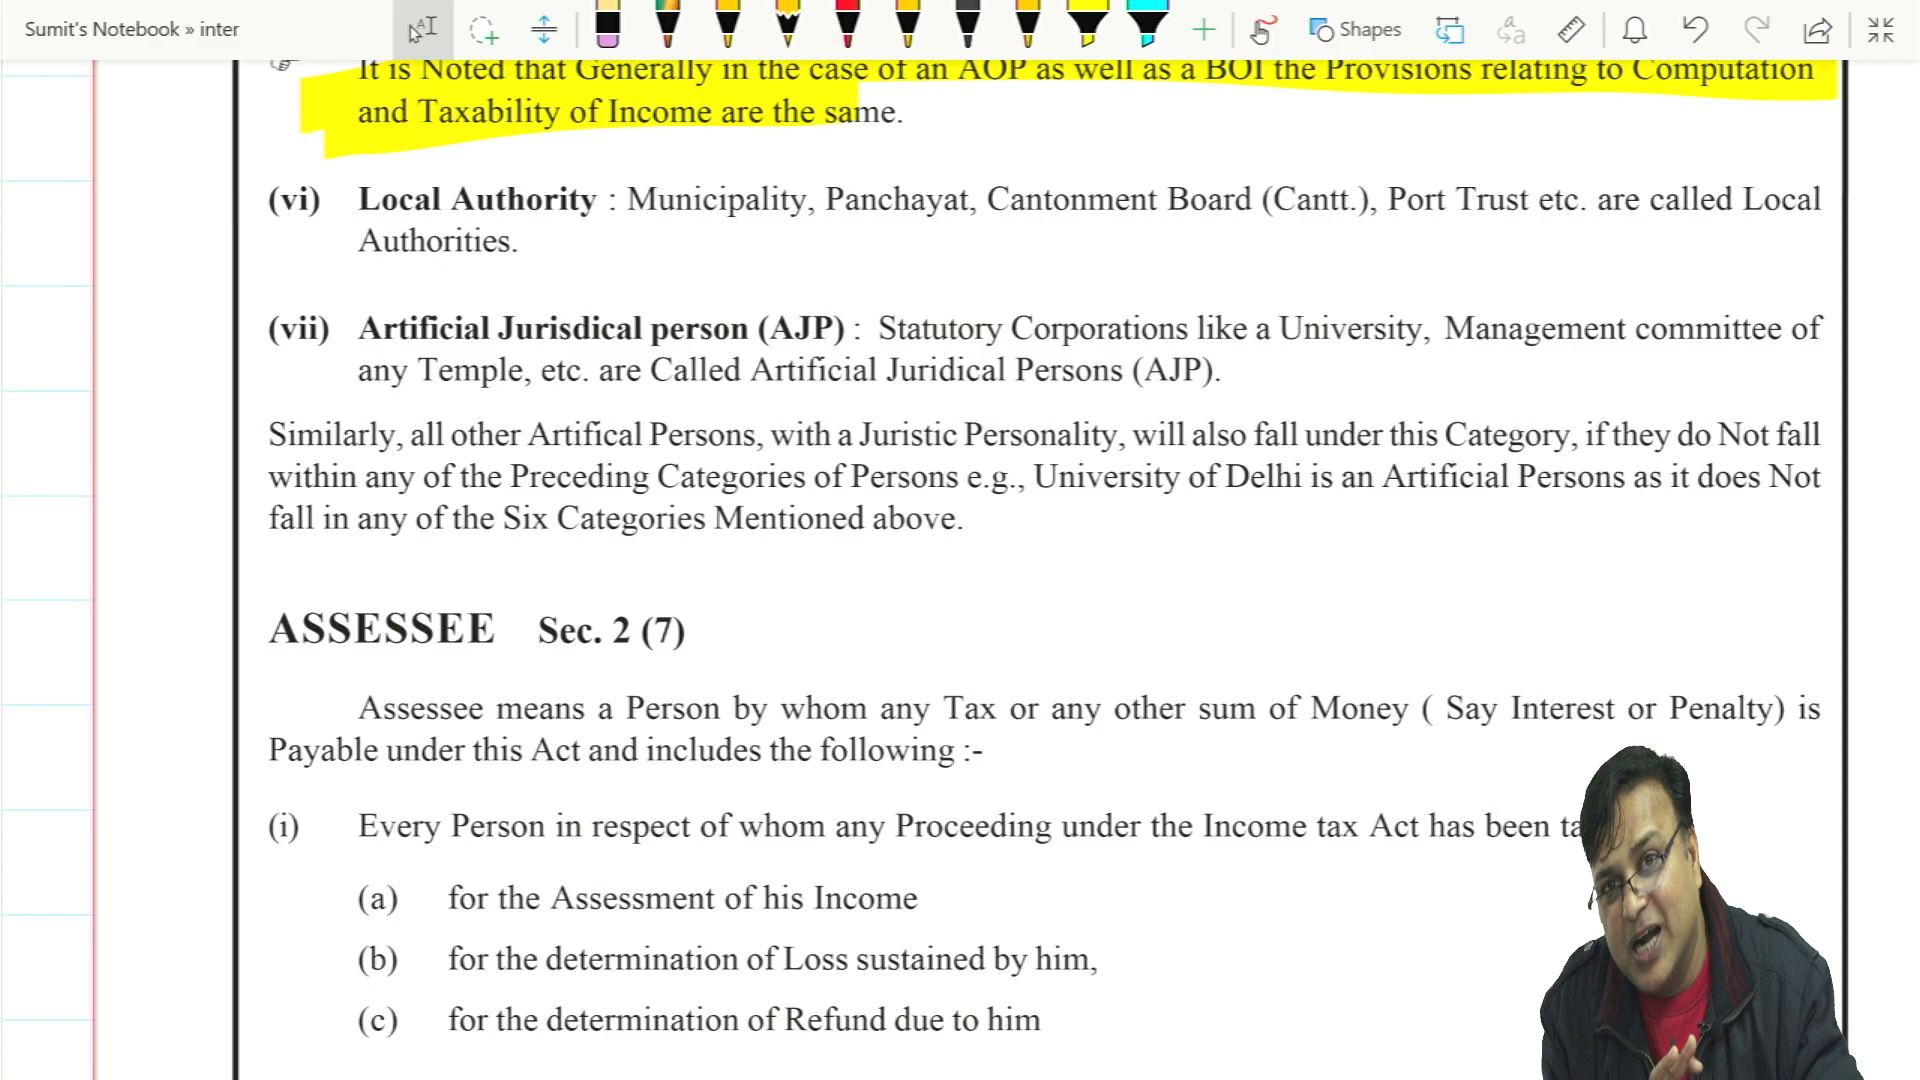 Sumit's Notebook » inter
Shapes
It is Noted that Generally in the case of an AOP as well as a BOI the Provisions relating to Computation
and Taxability of Income are the same.
(vi) Local Authority : Municipality, Panchayat, Cantonment Board (Cantt.), Port Trust etc. are called Local
Authorities.
(vii) Artificial Jurisdical person (AJP) : Statutory Corporations like a University, Management committee of
any Temple, etc. are Called Artificial Juridical Persons (AJP).
Similarly, all other Artifical Persons, with a Juristic Personality, will also fall under this Category, if they do Not fall
within any of the Preceding Categories of Persons e.g., University of Delhi is an Artificial Persons as it does Not
fall in any of the Six Categories Mentioned above.
ASSESSEE Sec. 2 (7)
Assessee means a Person by whom any Tax or any other sum of Money ( Say Interest or Penalty) is
Payable under this Act and includes the following :-
(i) Every Person in respect of whom any Proceeding under the Income tax Act has been
(a) for the Assessment of his Income
(b) for the determination of Loss sustained by him,
(c) for the determination of Refund due to him